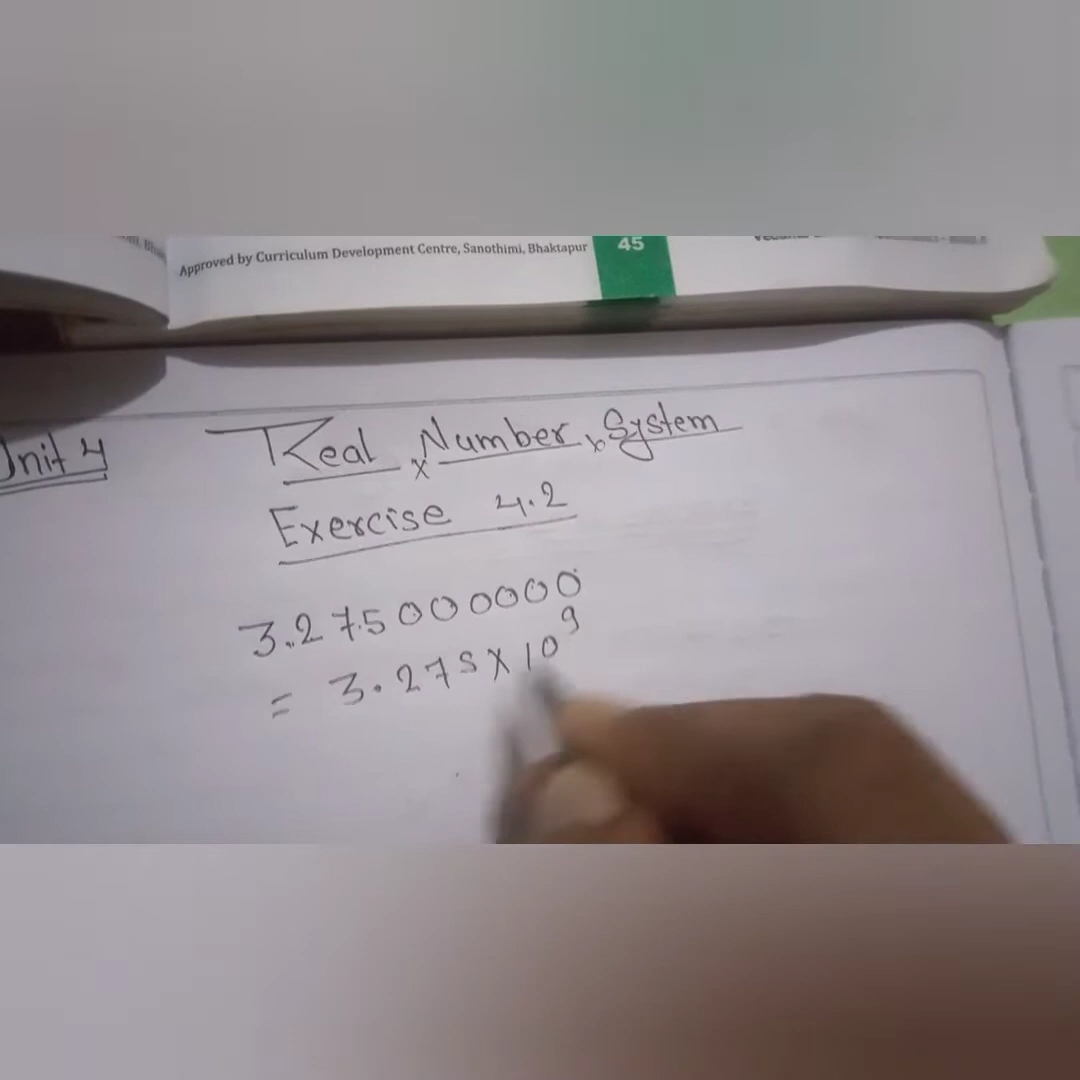 Approved by Curriculum Development Centre, Sanothimi, Bhaktapur
45
Unit 4
Real Number System
Exercise 4.2
3.275000000
= 3.275 × 10⁹